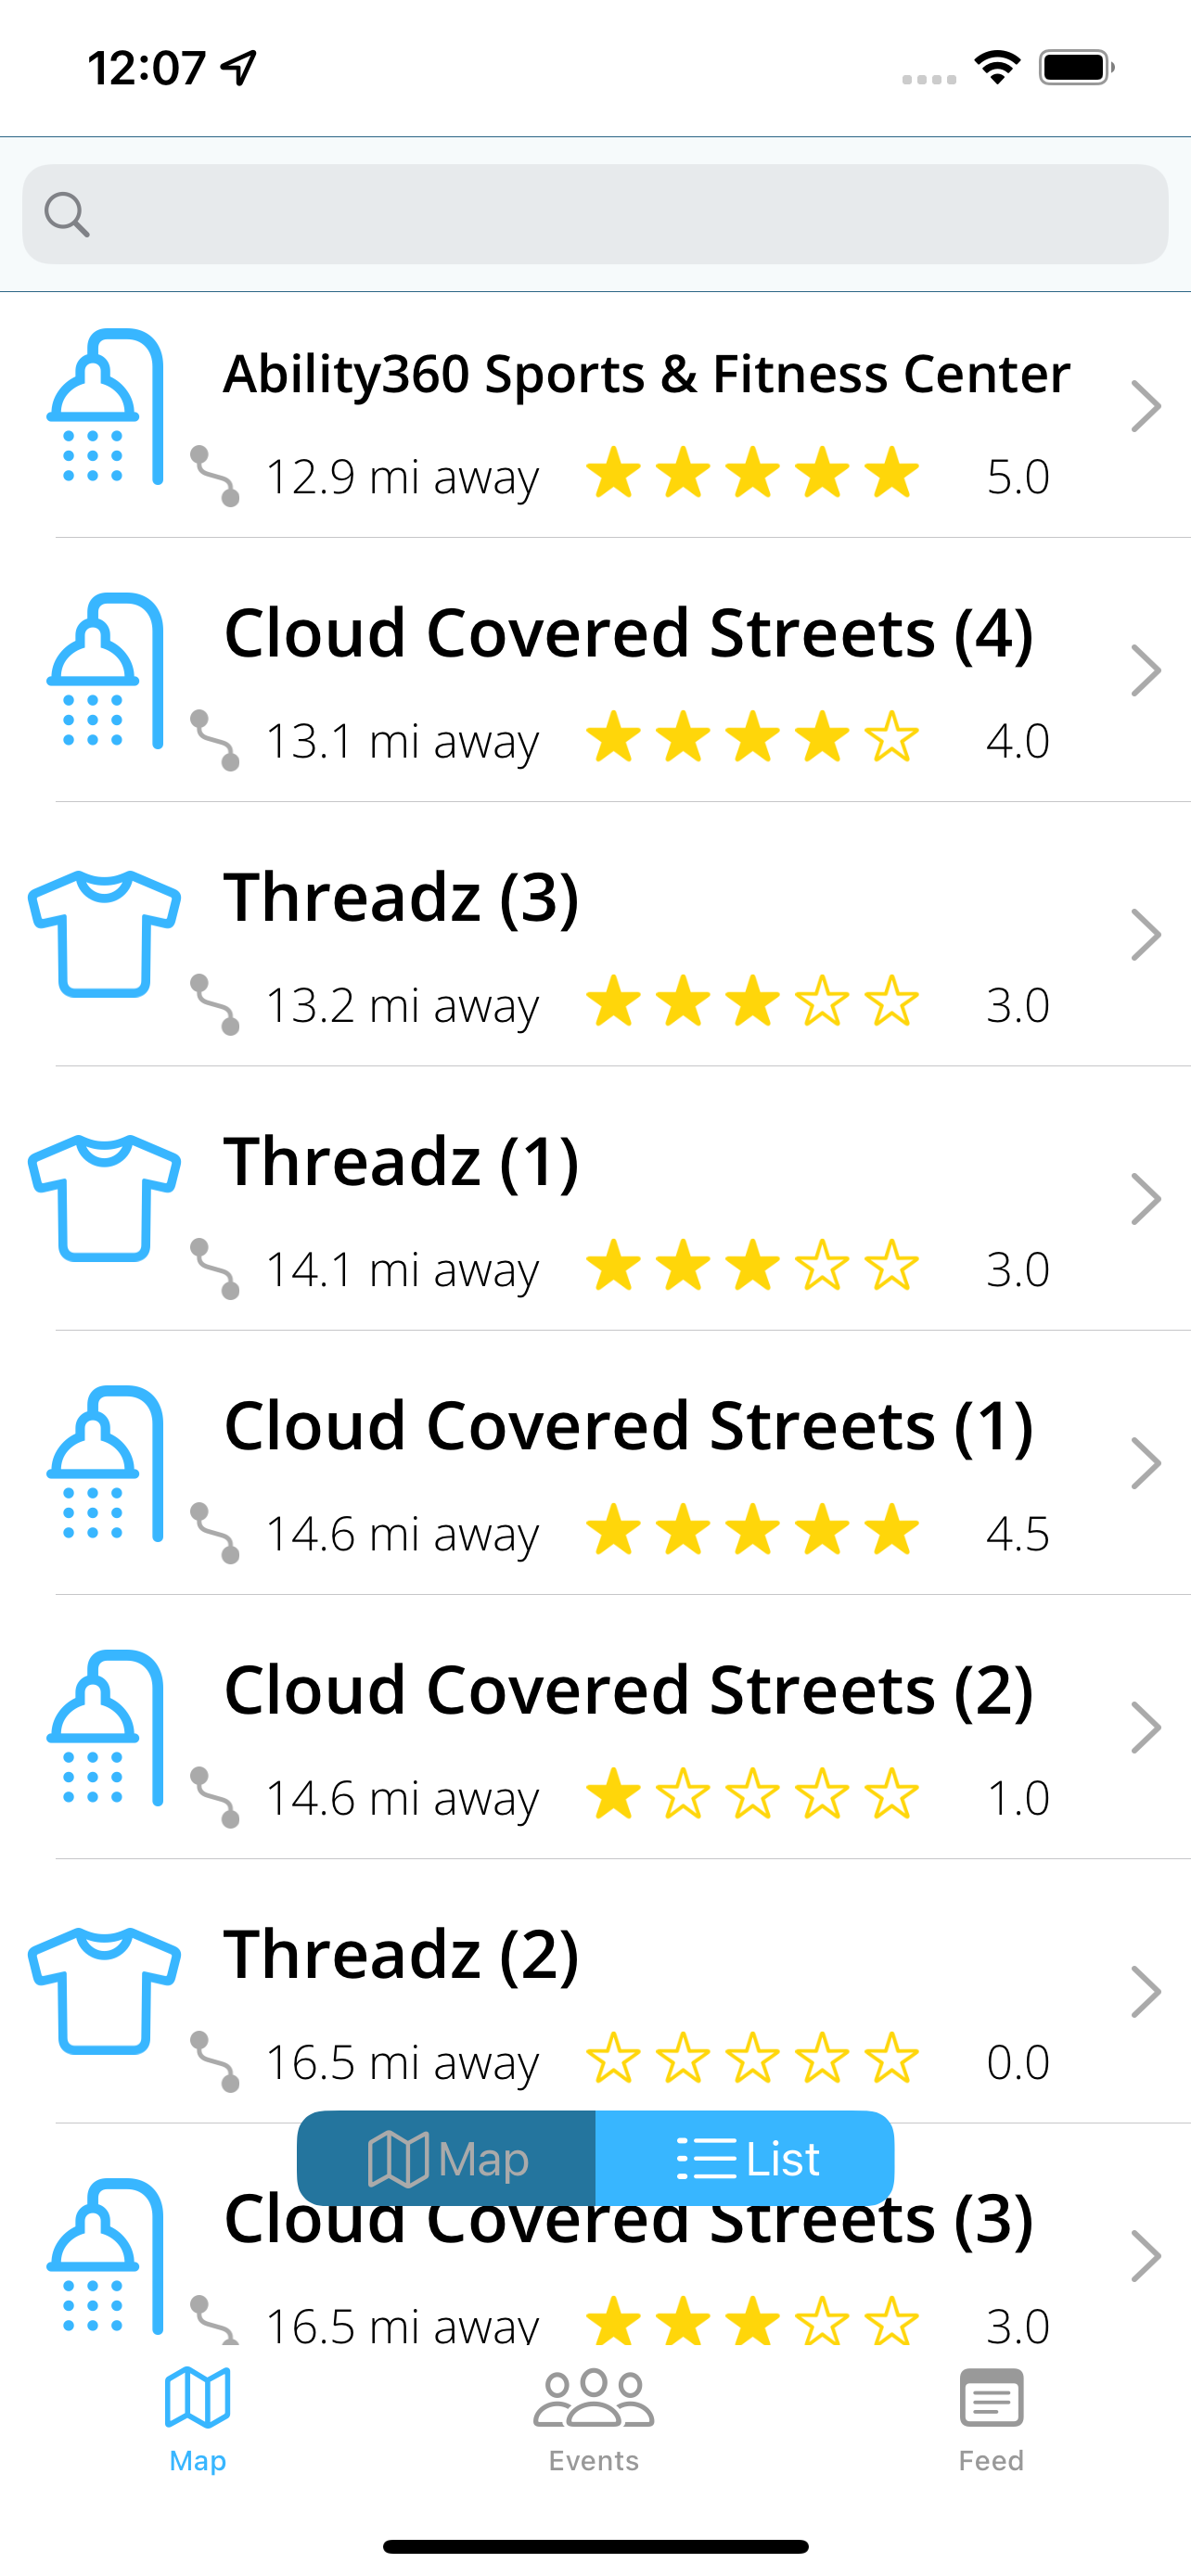 12:07
Ability360 Sports & Fitness Center
12.9 mi away 5.0
Cloud Covered Streets (4)
13.1 mi away 4.0
Threadz (3)
13.2 mi away 3.0
Threadz (1)
14.1 mi away 3.0
Cloud Covered Streets (1)
14.6 mi away 4.5
Cloud Covered Streets (2)
14.6 mi away 1.0
Threadz (2)
16.5 mi away 0.0
Map List
Cloud Covered Streets (3)
16.5 mi away 3.0
Map Events Feed